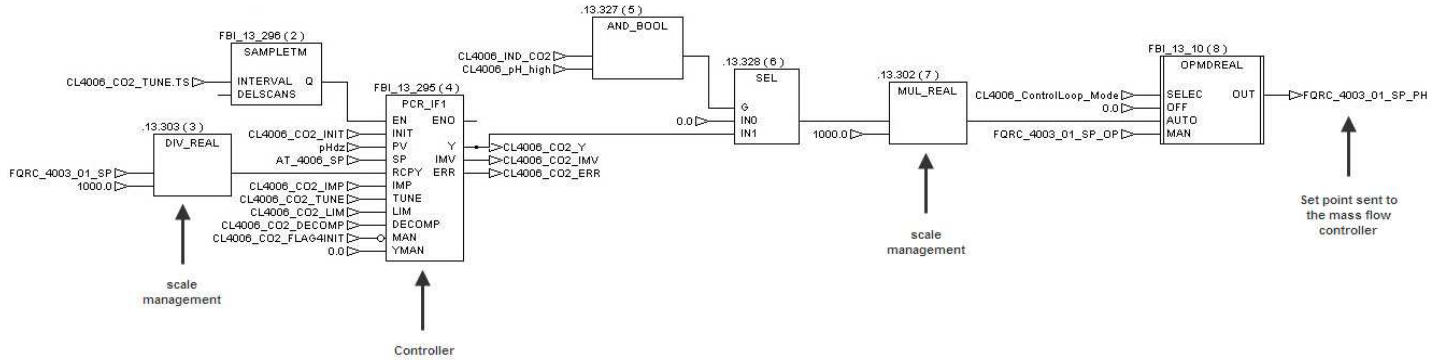 .13.327 ( 5 )
AND_BOOL
CL4006_IND_CO2
CL4006_pH_high
FBI_13_296 ( 2 )
SAMPLETM
CL4006_CO2_TUNE.TS
INTERVAL Q
DELSCANS
.13.328 ( 6 )
SEL
G
0.0
IN0
IN1
FBI_13_10 ( 8 )
OPMDREAL
CL4006_ControlLoop_Mode
SELEC OUT
FQRC_4003_01_SP_PH
0.0
OFF
AUTO
FQRC_4003_01_SP_OP
MAN
.13.302 ( 7 )
MUL_REAL
1000.0
FBI_13_295 ( 4 )
PCR_IF1
EN ENO
CL4006_CO2_INIT
INIT
pHdz
PV Y
CL4006_CO2_Y
AT_4006_SP
SP IMV
CL4006_CO2_IMV
RCPY ERR
CL4006_CO2_ERR
CL4006_CO2_IMP
IMP
CL4006_CO2_TUNE
TUNE
CL4006_CO2_LIM
LIM
CL4006_CO2_DECOMP
DECOMP
CL4006_CO2_FLAG4INIT
MAN
0.0
YMAN
.13.303 ( 3 )
DIV_REAL
FQRC_4003_01_SP
1000.0
scale
management
Controller
scale
management
Set point sent to
the mass flow
controller